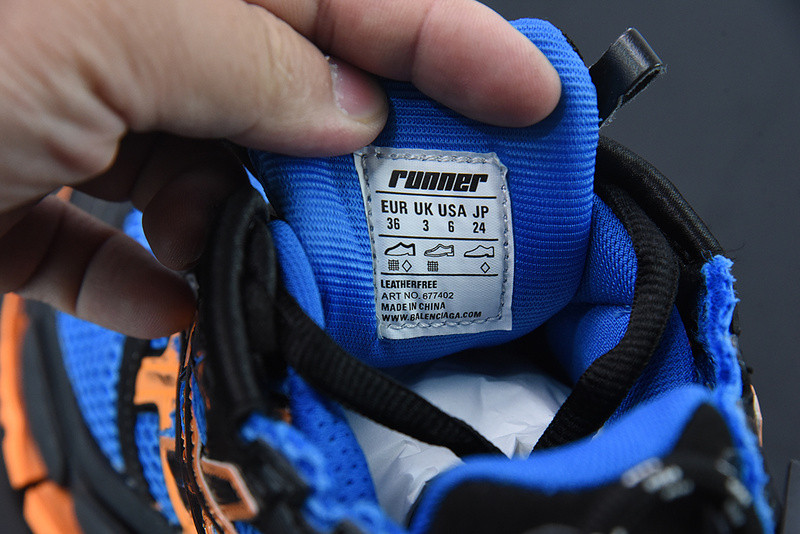 runner
EUR UK USA JP
36 3 6 24
LEATHERFREE
ART NO. 677402
MADE IN CHINA
WWW.BALENCIAGA.COM